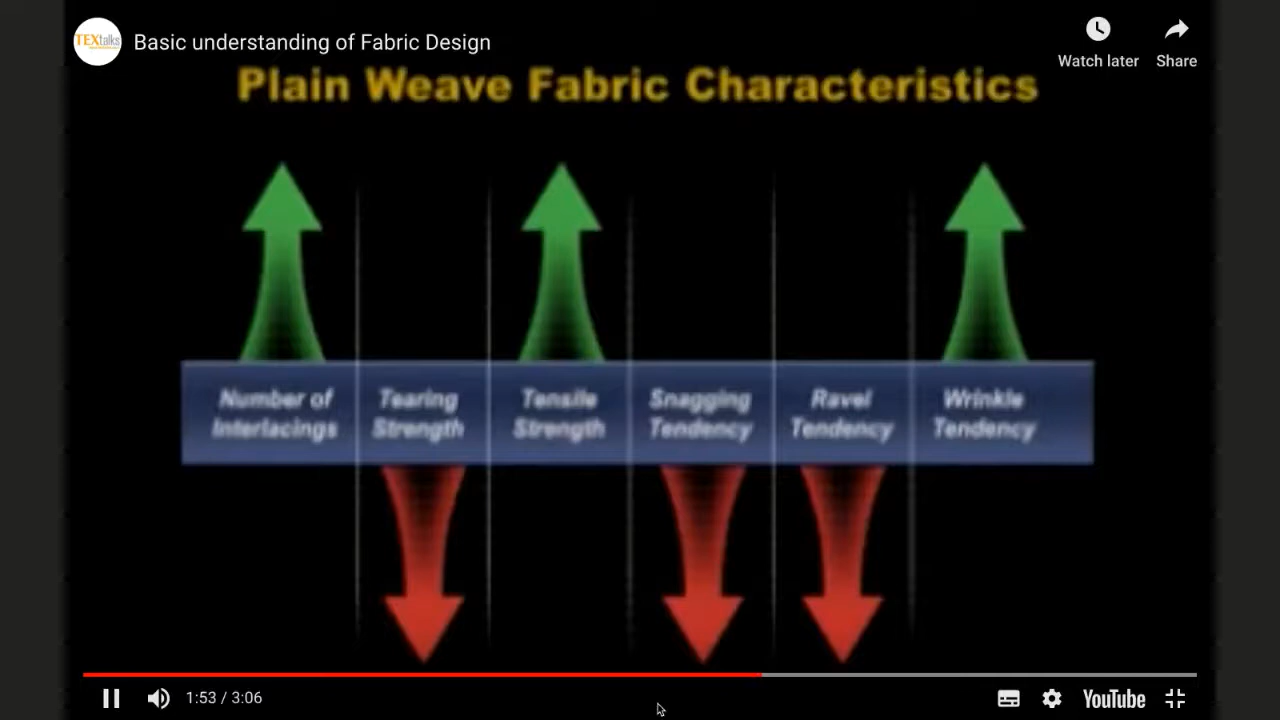 TEXtalks
Basic understanding of Fabric Design
Watch later
Share
Plain Weave Fabric Characteristics
Number of
Interlacings
Tearing
Strength
Tensile
Strength
Snagging
Tendency
Ravel
Tendency
Wrinkle
Tendency
1:53 / 3:06
YouTube